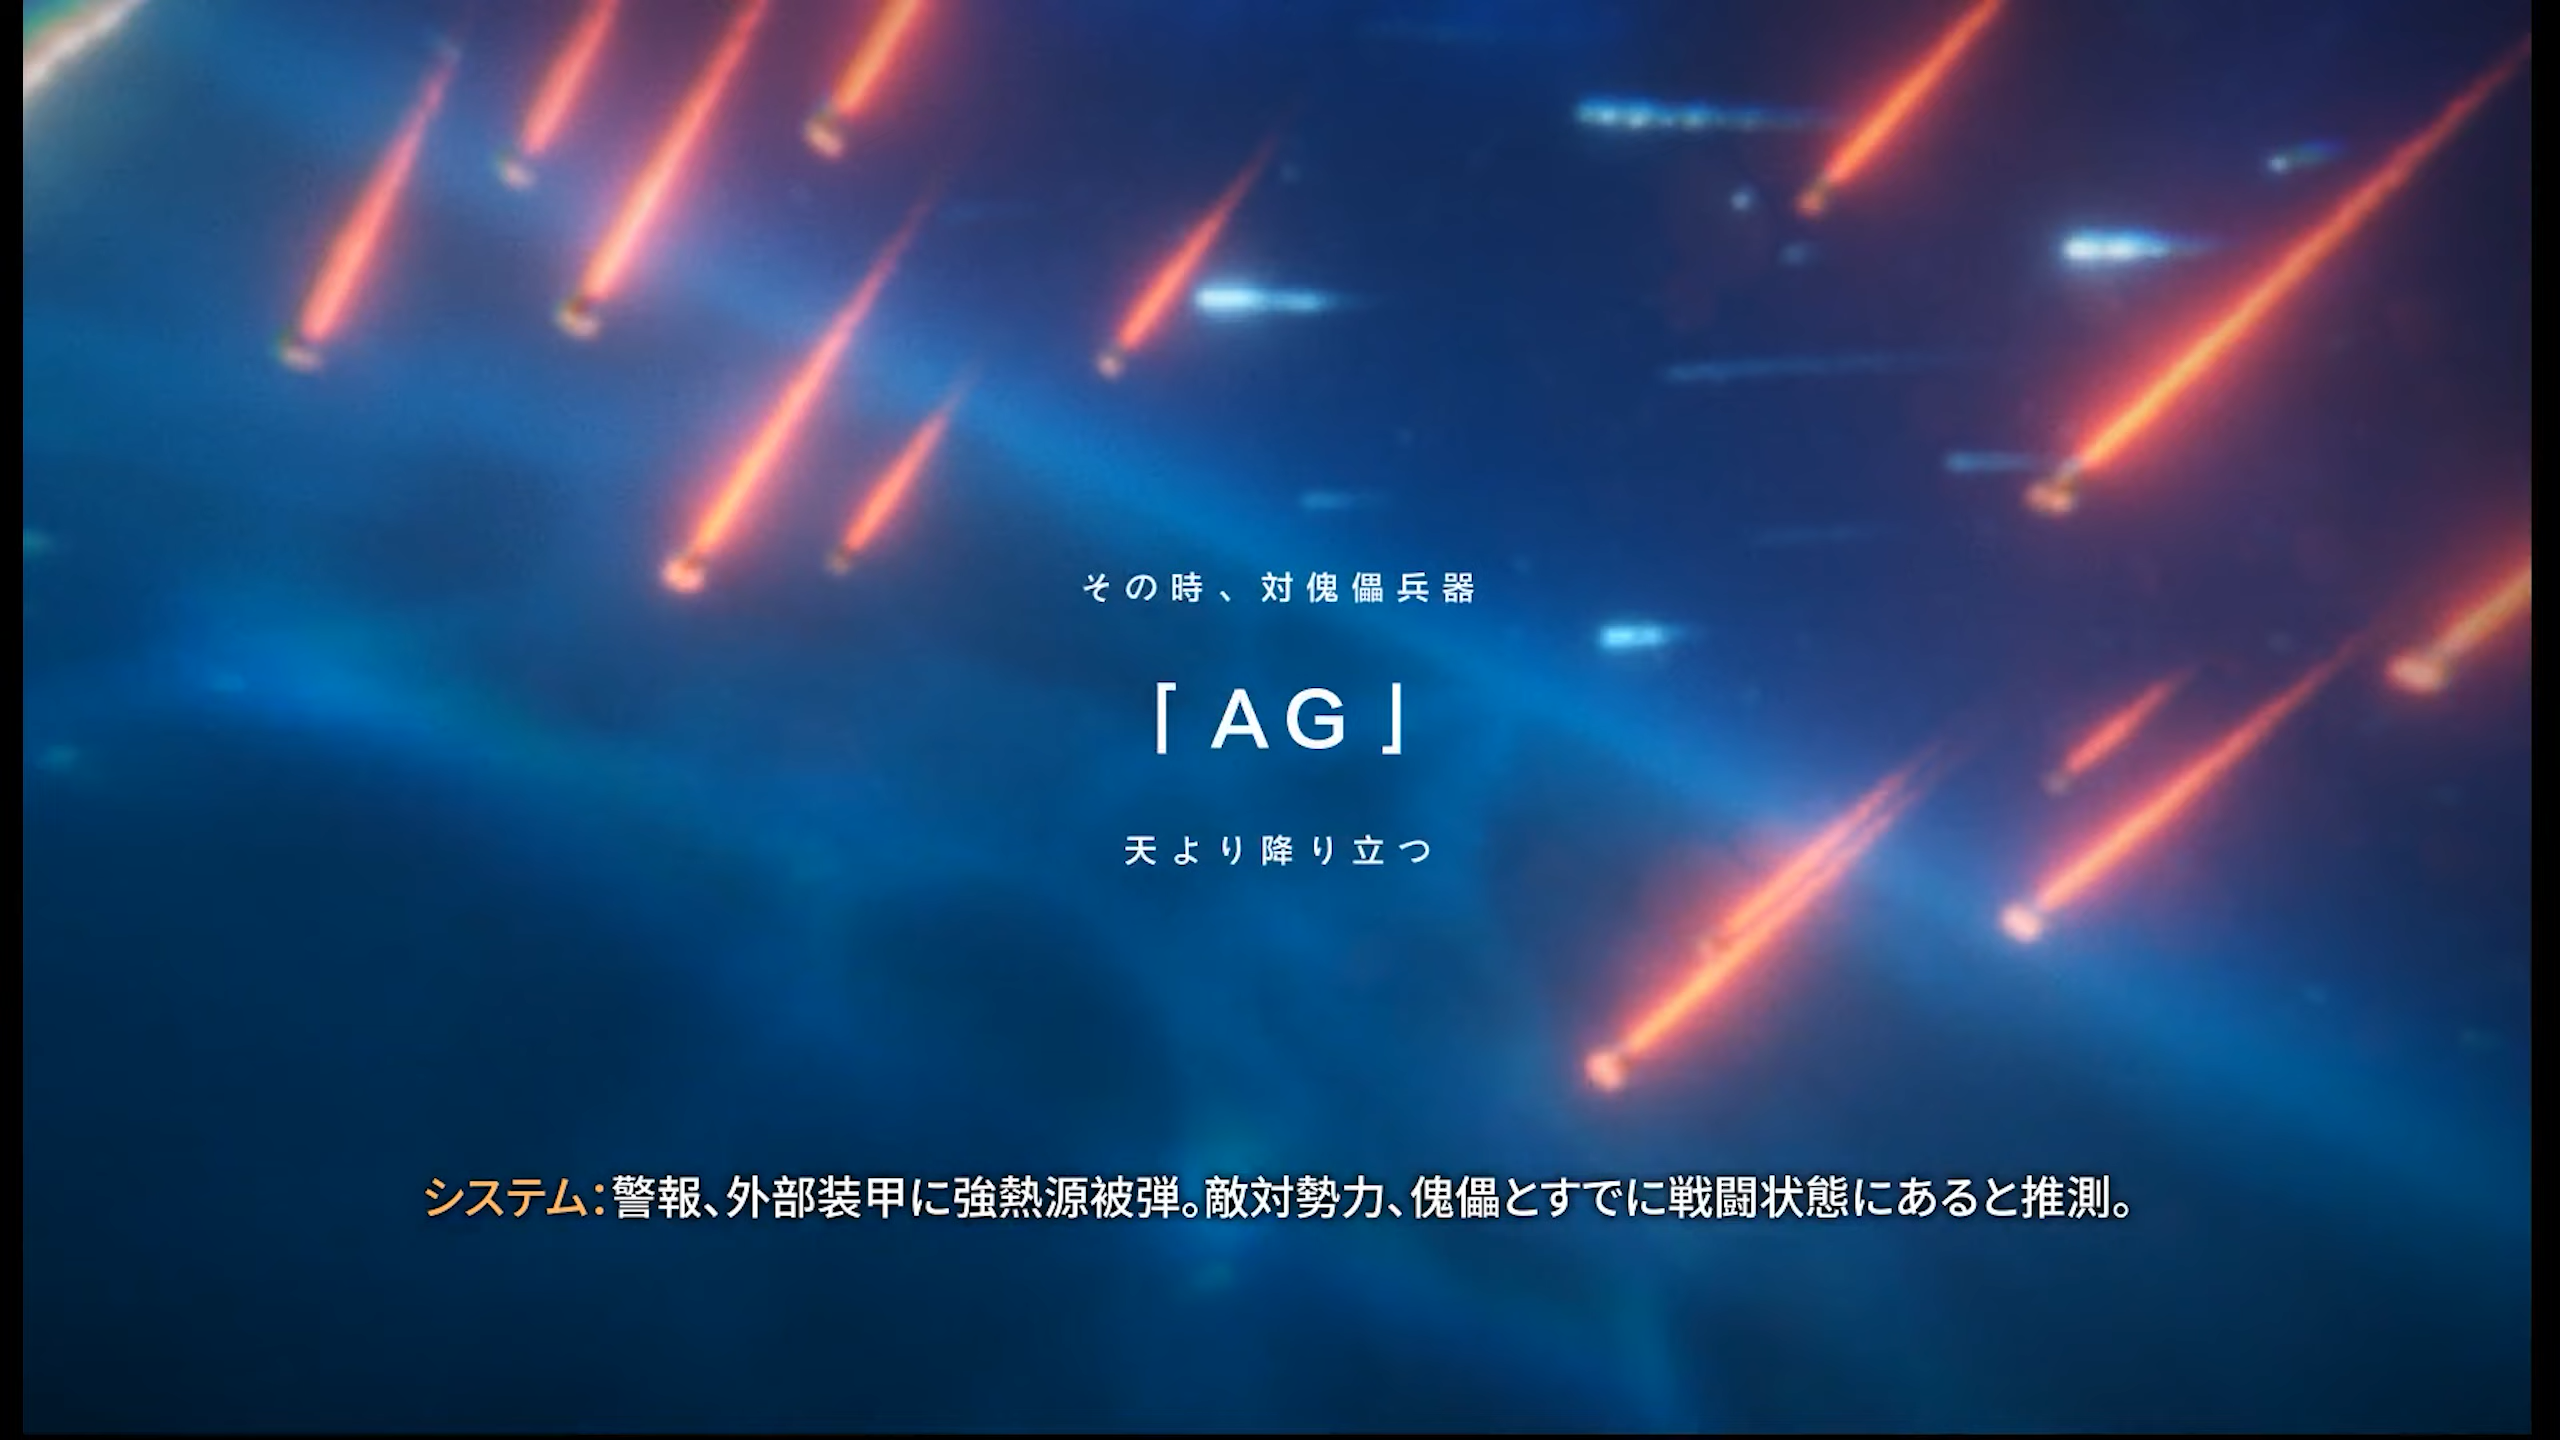 その時、対傀儡兵器
「AG」
天より降り立つ
システム：警報、外部装甲に強熱源被弾。敵対勢力、傀儡とすでに戦闘状態にあると推測。